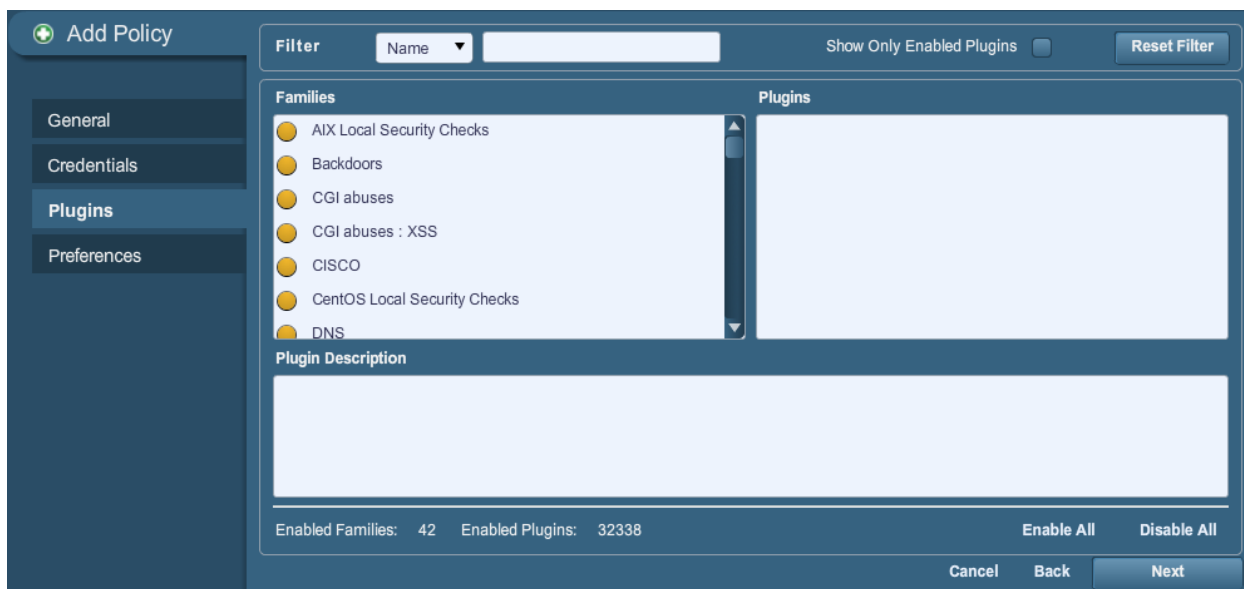 Add Policy
Filter Name Show Only Enabled Plugins Reset Filter
General
Credentials
Plugins
Preferences
Families
AIX Local Security Checks
Backdoors
CGI abuses
CGI abuses : XSS
CISCO
CentOS Local Security Checks
DNS
Plugins
Plugin Description
Enabled Families: 42 Enabled Plugins: 32338 Enable All Disable All
Cancel Back Next